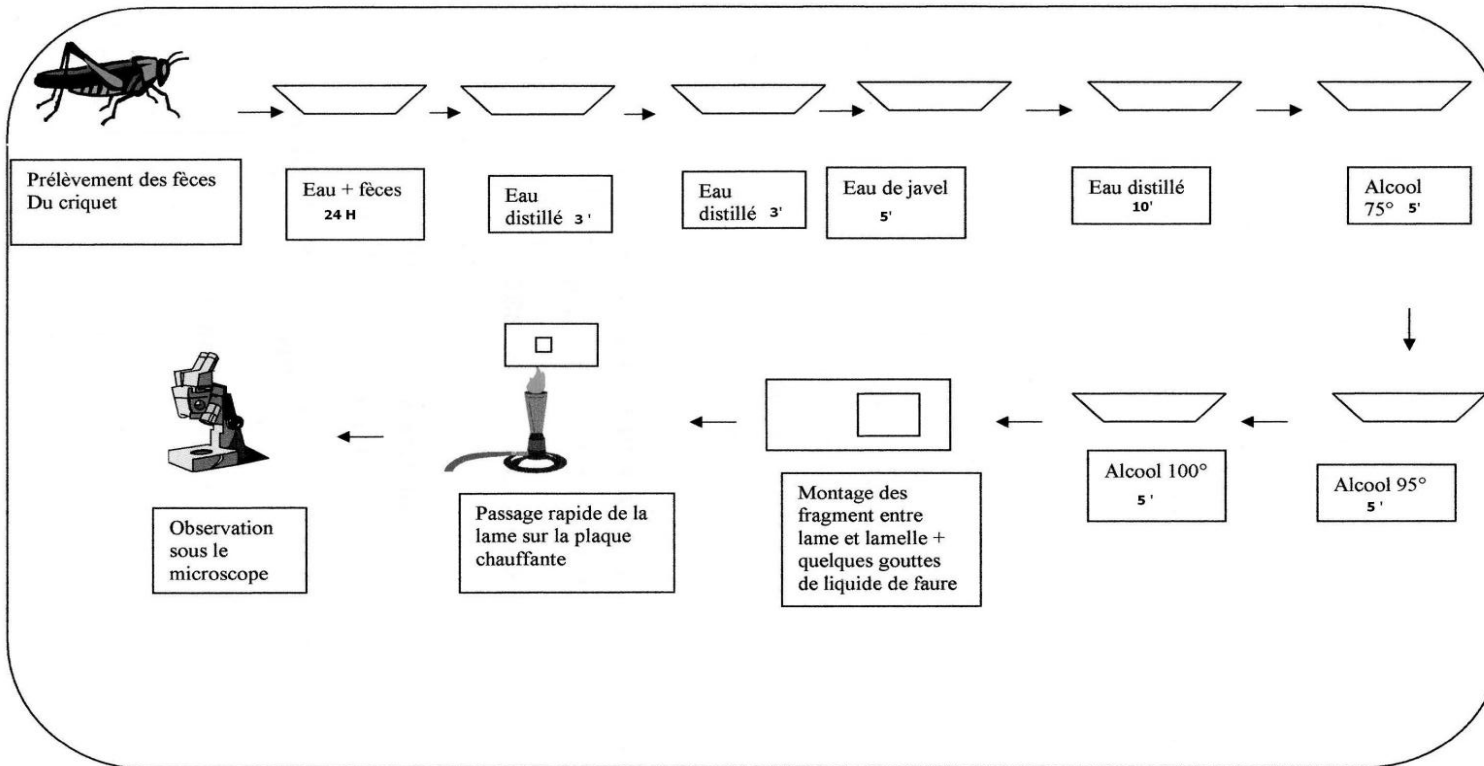 Prélèvement des fèces
Du criquet
Eau + fèces
24 H
Eau
distillé 3 '
Eau
distillé 3'
Eau de javel
5'
Eau distillé
10'
Alcool
75° 5'
Alcool 95°
5 '
Alcool 100°
5 '
Montage des
fragment entre
lame et lamelle +
quelques gouttes
de liquide de faure
Passage rapide de la
lame sur la plaque
chauffante
Observation
sous le
microscope